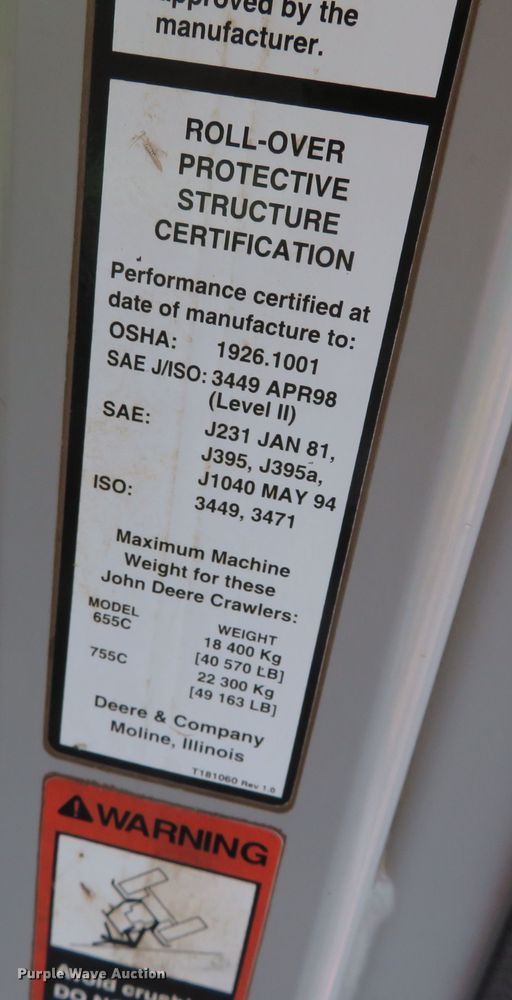 approved by the
manufacturer.
ROLL-OVER
PROTECTIVE
STRUCTURE
CERTIFICATION
Performance certified at
date of manufacture to:
OSHA: 1926.1001
SAE J/ISO: 3449 APR98
(Level II)
SAE: J231 JAN 81,
J395, J395a,
J1040 MAY 94
ISO: 3449, 3471
Maximum Machine
Weight for these
John Deere Crawlers:
MODEL WEIGHT
655C 18 400 Kg
[40 570 LB]
755C 22 300 Kg
[49 163 LB]
Deere & Company
Moline, Illinois
T181060 Rev 1.0
WARNING
Avoid
DO
Purple Wave Auction